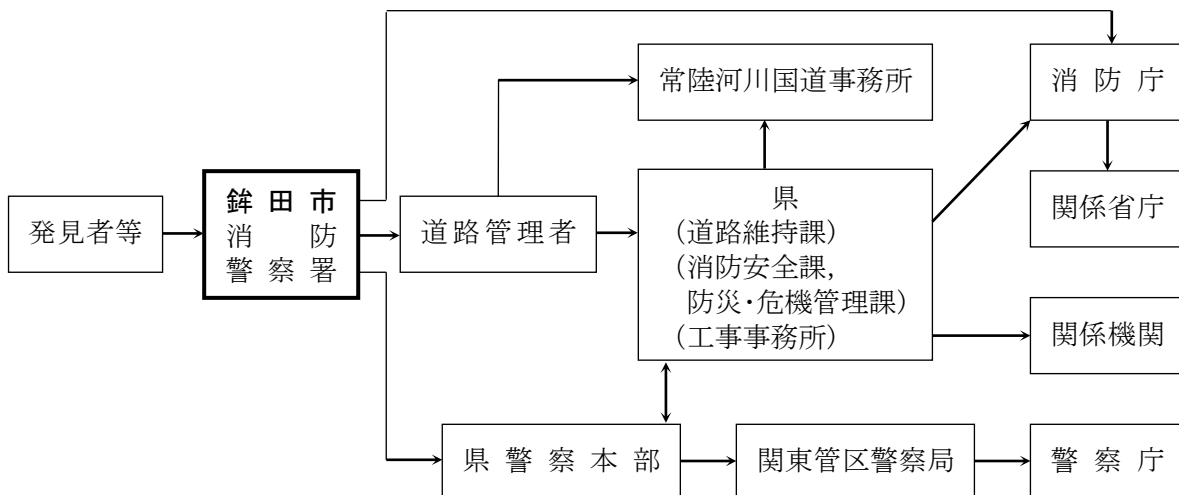 常陸河川国道事務所
消防庁
発見者等
鉾田市
消防
警察署
道路管理者
県
(道路維持課)
(消防安全課,
防災・危機管理課)
(工事事務所)
関係省庁
関係機関
県警察本部
関東管区警察局
警察庁